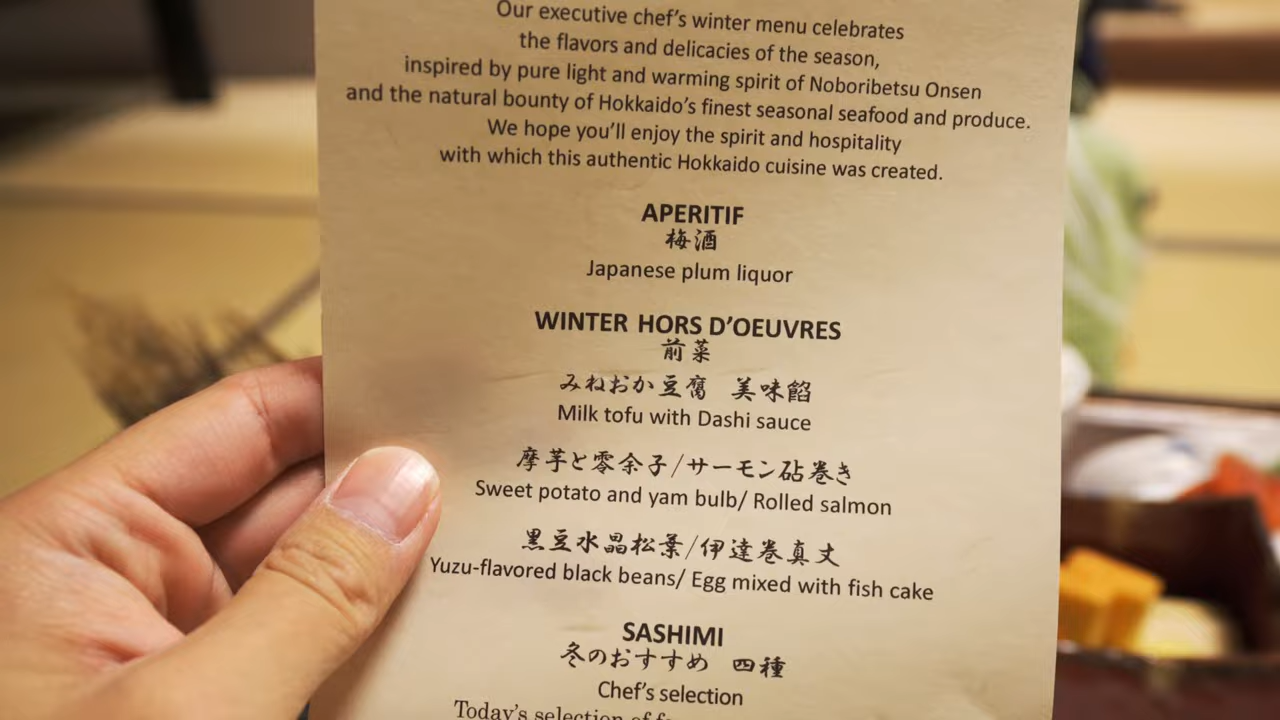 Our executive chef's winter menu celebrates
the flavors and delicacies of the season,
inspired by pure light and warming spirit of Noboribetsu Onsen
and the natural bounty of Hokkaido's finest seasonal seafood and produce.
We hope you'll enjoy the spirit and hospitality
with which this authentic Hokkaido cuisine was created.
APERITIF
梅酒
Japanese plum liquor
WINTER HORS D'OEUVRES
前菜
みねおか豆腐 美味餡
Milk tofu with Dashi sauce
摩芋と零余子/サーモン砧巻き
Sweet potato and yam bulb/ Rolled salmon
黒豆水晶松葉/伊達巻真丈
Yuzu-flavored black beans/ Egg mixed with fish cake
SASHIMI
冬のおすすめ 四種
Chef's selection
Today's selection of